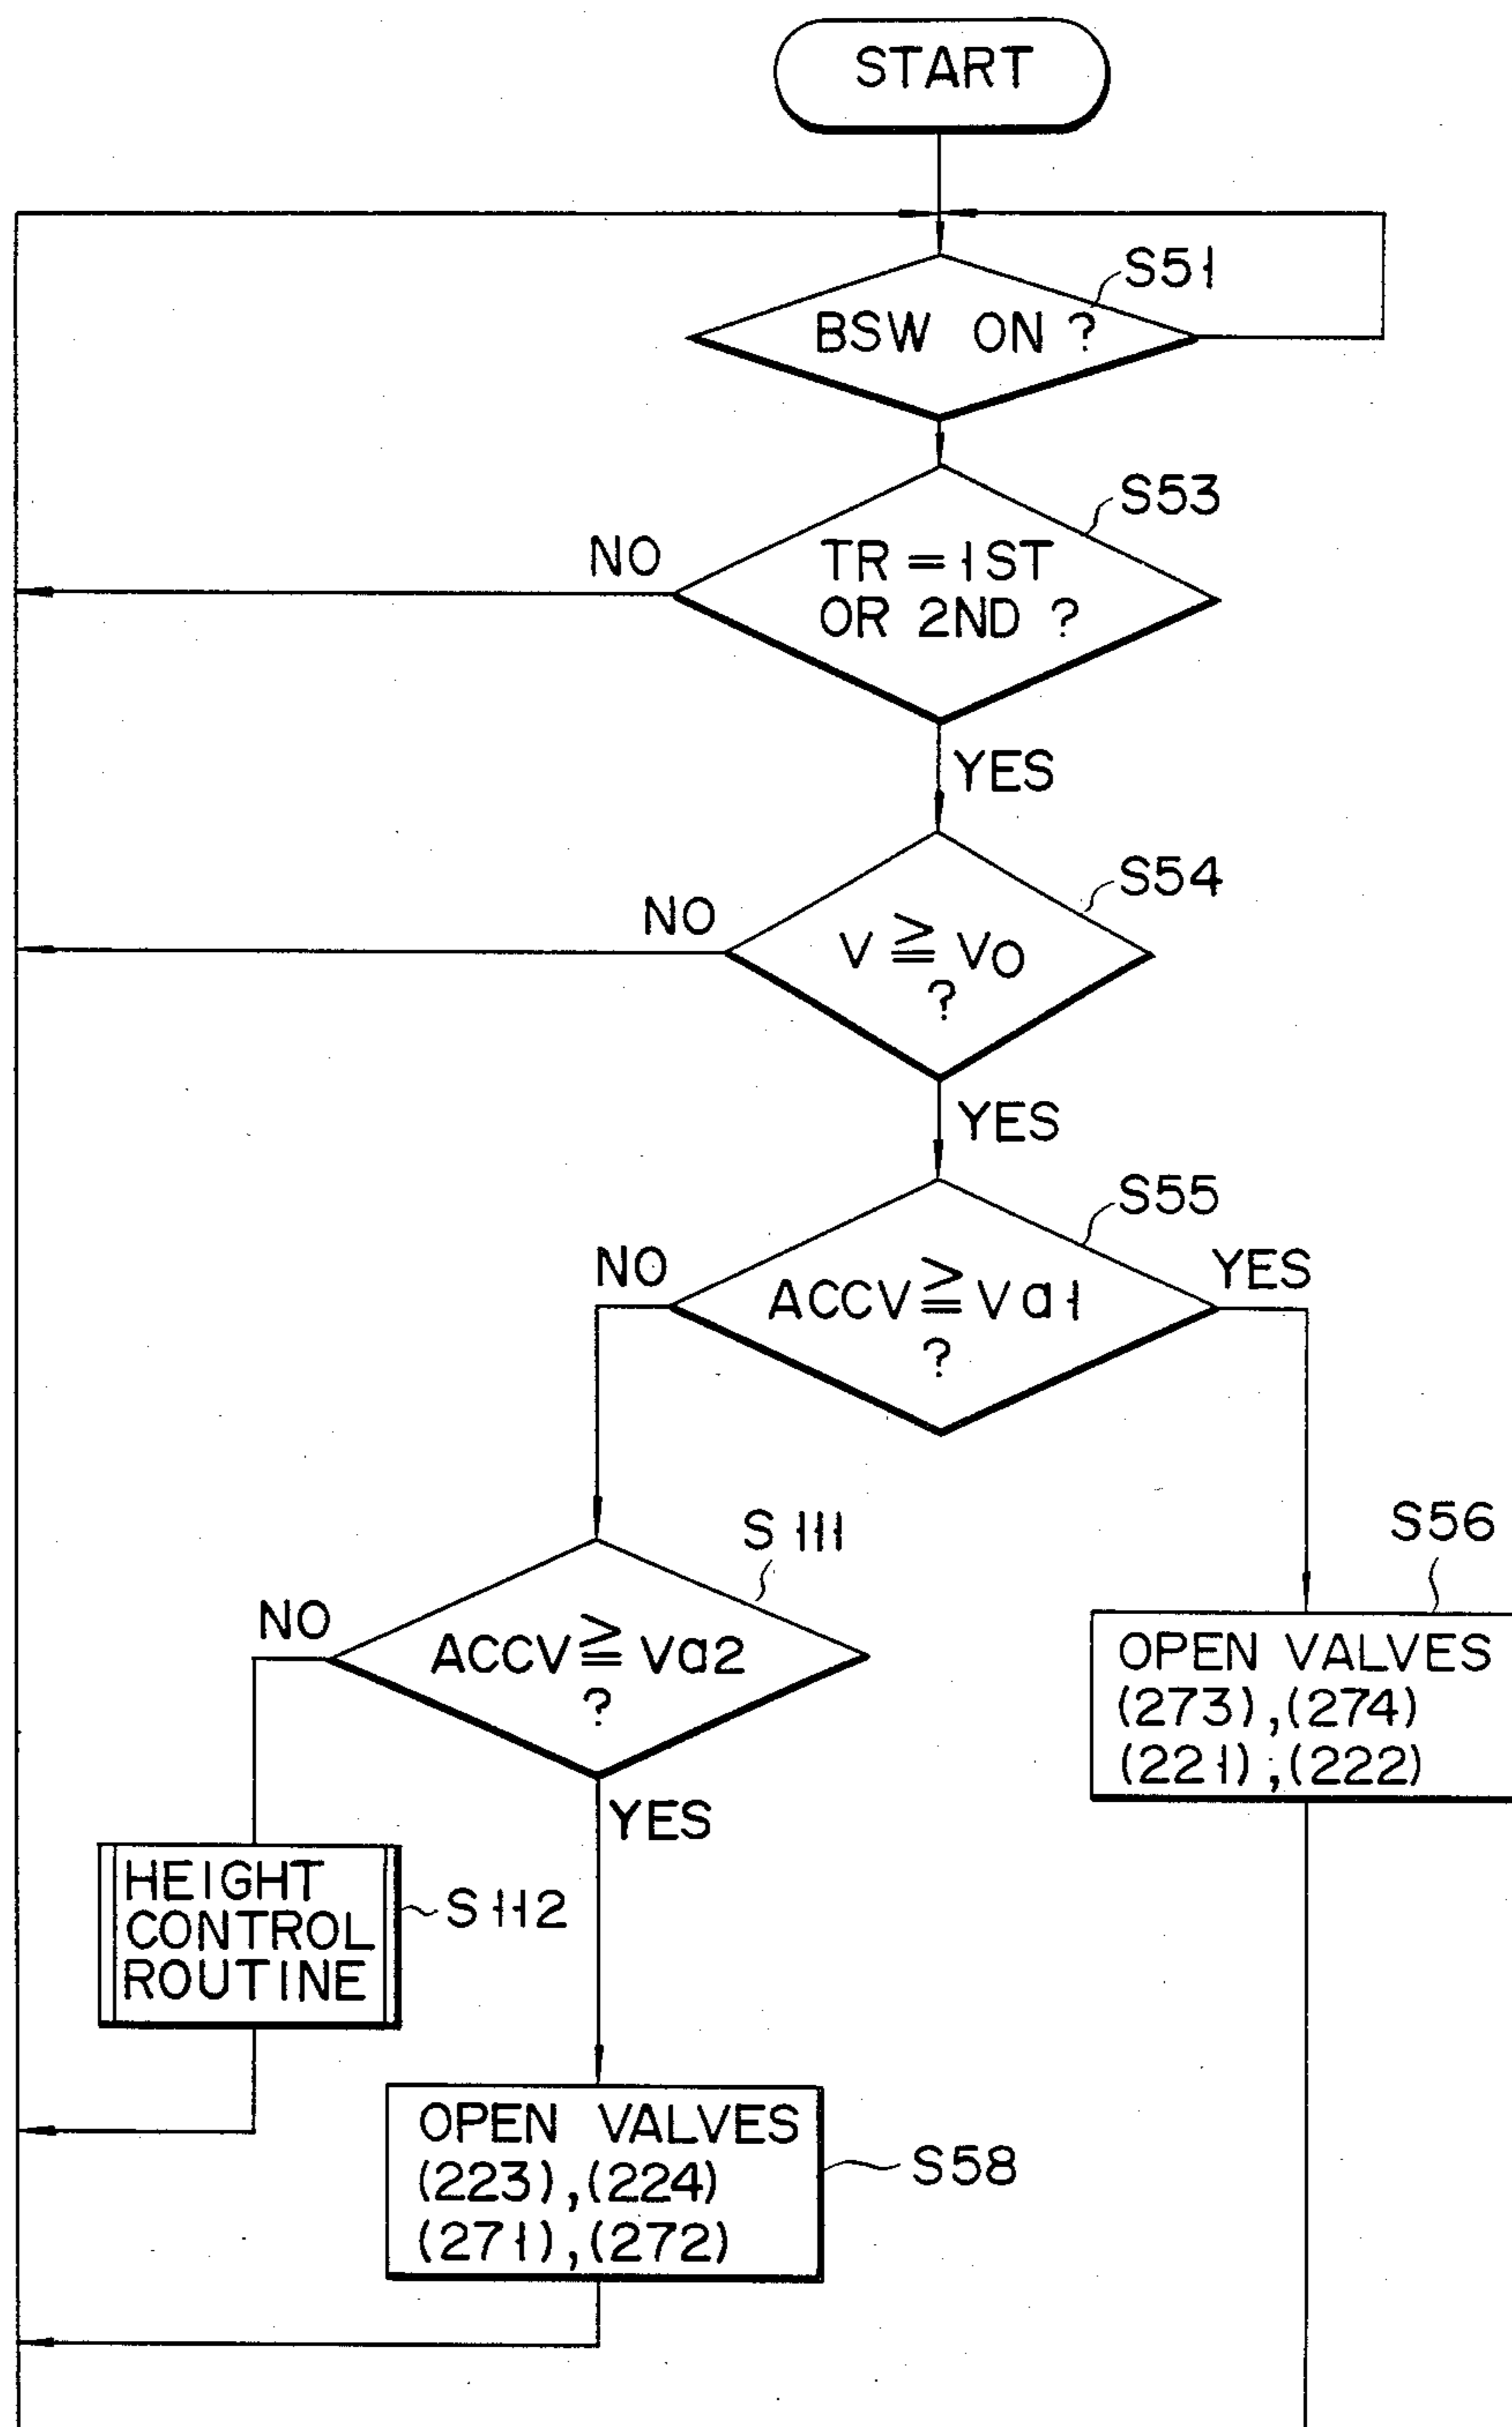 START
S51
BSW ON ?
S53
NO
TR = 1ST
OR 2ND ?
YES
S54
NO
V ≧ VO
?
YES
S55
NO
YES
ACCV ≧ Va1
?
S111
S56
NO
ACCV ≧ Va2
?
OPEN VALVES
(273),(274)
(221),(222)
YES
HEIGHT
CONTROL
ROUTINE
S112
OPEN VALVES
(223),(224)
(271),(272)
S58